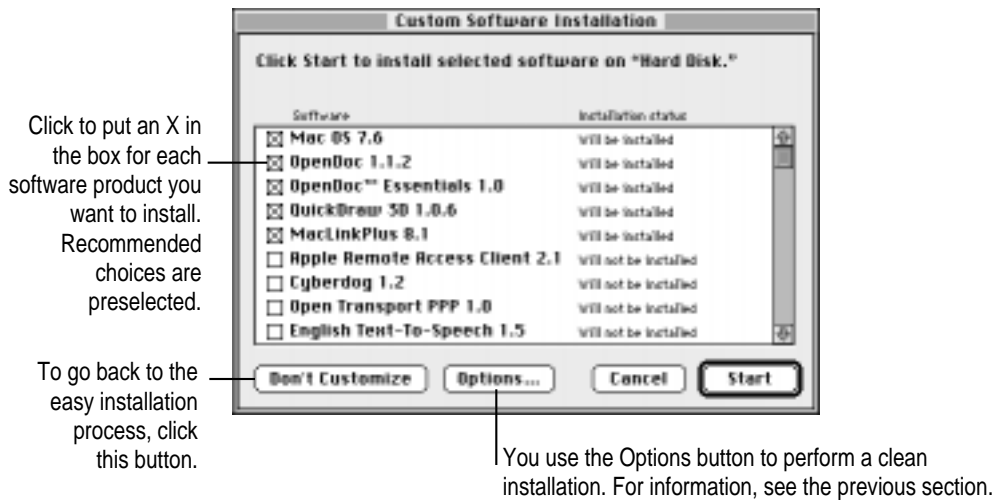 Custom Software Installation
Click Start to install selected software on "Hard Disk."
Software Installation status
Mac OS 7.6 Will be installed
OpenDoc 1.1.2 Will be installed
OpenDoc™ Essentials 1.0 Will be installed
QuickDraw 3D 1.0.6 Will be installed
MacLinkPlus 8.1 Will be installed
Apple Remote Access Client 2.1 Will not be installed
Cyberdog 1.2 Will not be installed
Open Transport PPP 1.0 Will not be installed
English Text-To-Speech 1.5 Will not be installed
Don't Customize Options... Cancel Start
Click to put an X in
the box for each
software product you
want to install.
Recommended
choices are
preselected.
To go back to the
easy installation
process, click
this button.
You use the Options button to perform a clean
installation. For information, see the previous section.